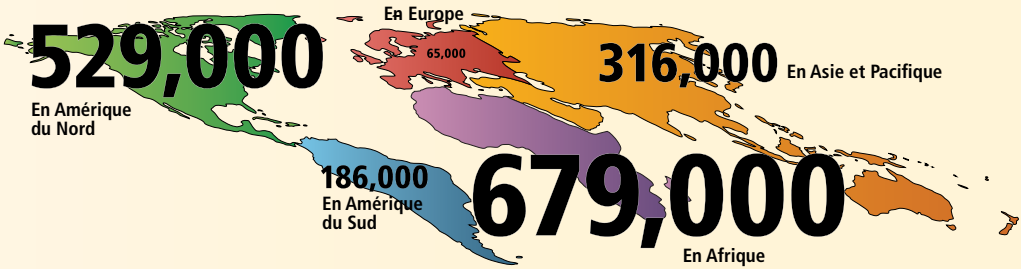 En Europe
65,000
529,000
En Amérique
du Nord
316,000 En Asie et Pacifique
186,000
En Amérique
du Sud
679,000
En Afrique